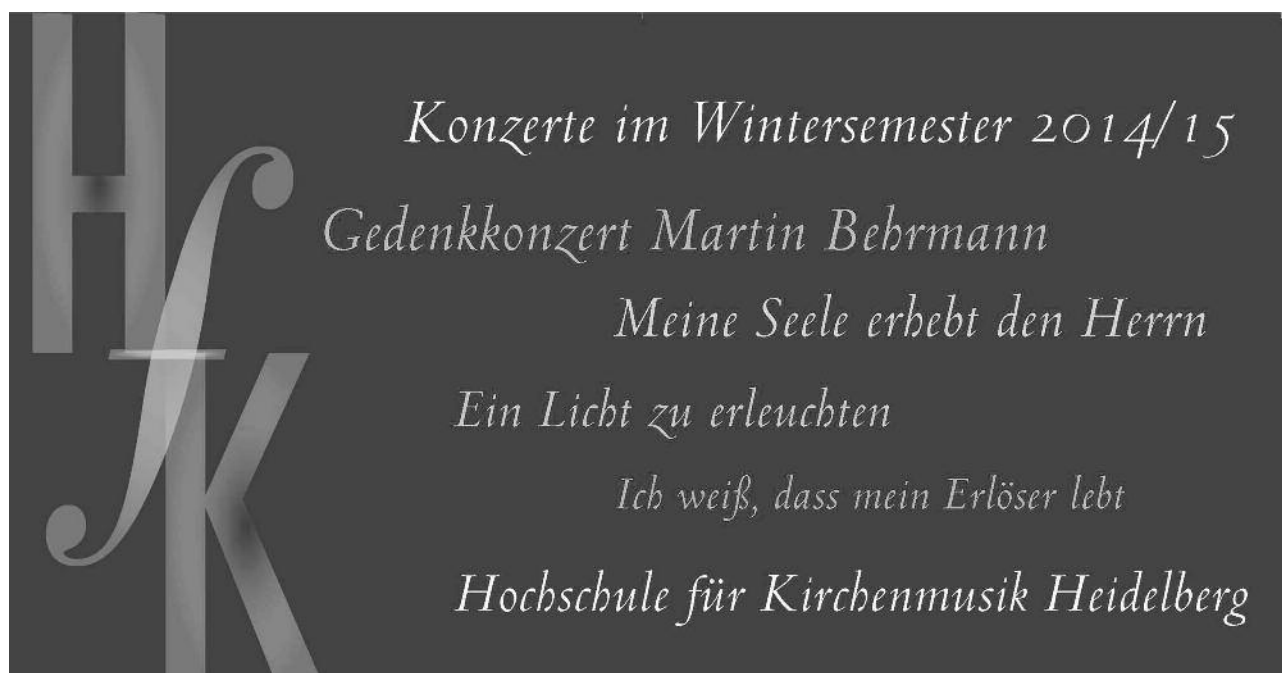 HfK
Konzerte im Wintersemester 2014/15
Gedenkkonzert Martin Behrmann
Meine Seele erhebt den Herrn
Ein Licht zu erleuchten
Ich weiß, dass mein Erlöser lebt
Hochschule für Kirchenmusik Heidelberg